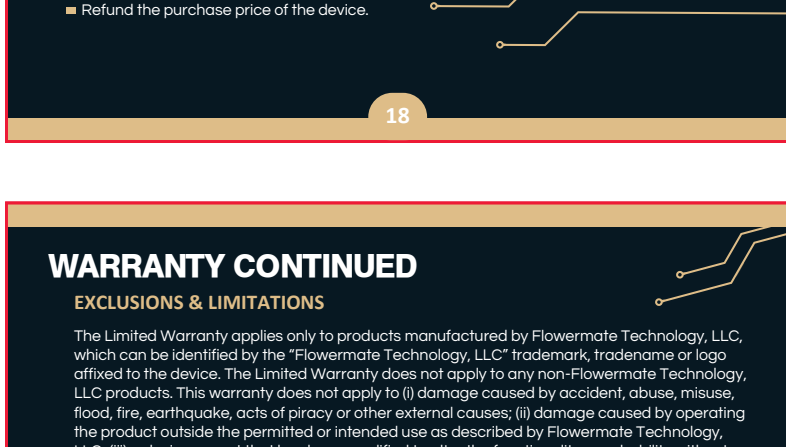 Refund the purchase price of the device.
18
WARRANTY CONTINUED
EXCLUSIONS & LIMITATIONS
The Limited Warranty applies only to products manufactured by Flowermate Technology, LLC,
which can be identified by the “Flowermate Technology, LLC” trademark, tradename or logo
affixed to the device. The Limited Warranty does not apply to any non-Flowermate Technology,
LLC products. This warranty does not apply to (i) damage caused by accident, abuse, misuse,
flood, fire, earthquake, acts of piracy or other external causes; (ii) damage caused by operating
the product outside the permitted or intended use as described by Flowermate Technology,